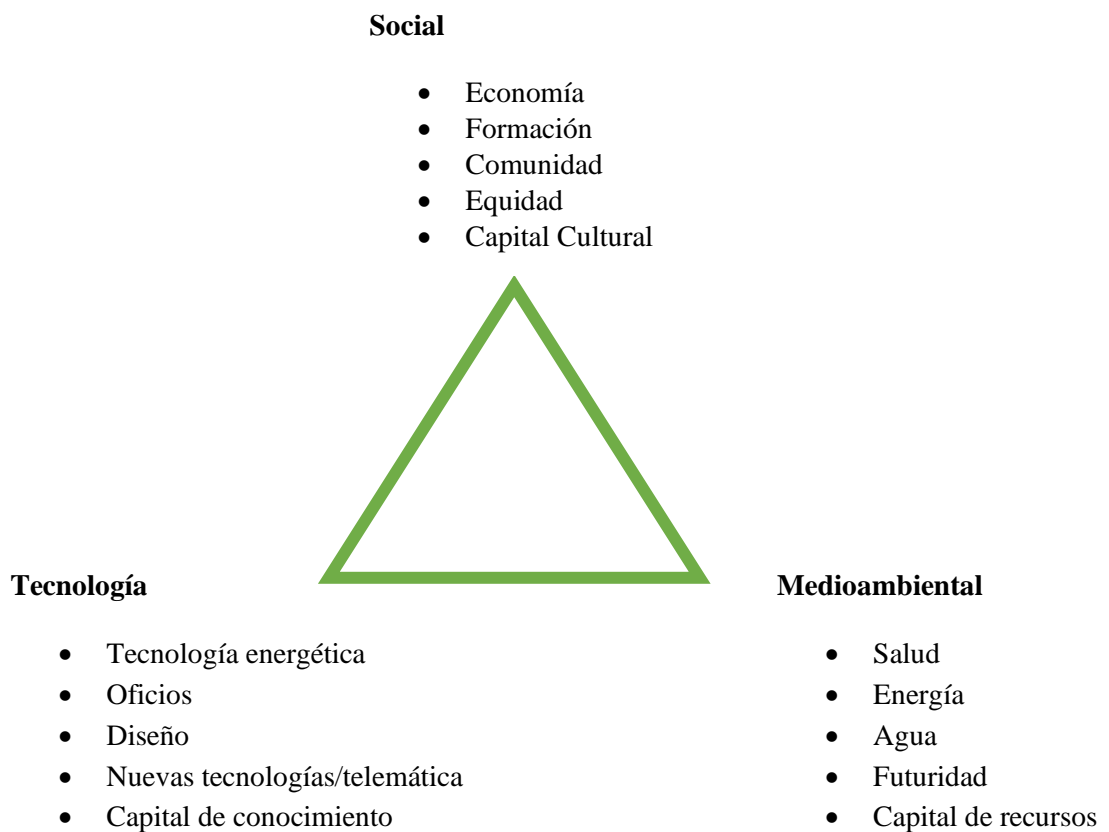 Social
• Economía
• Formación
• Comunidad
• Equidad
• Capital Cultural
Tecnología
• Tecnología energética
• Oficios
• Diseño
• Nuevas tecnologías/telemática
• Capital de conocimiento
Medioambiental
• Salud
• Energía
• Agua
• Futuridad
• Capital de recursos